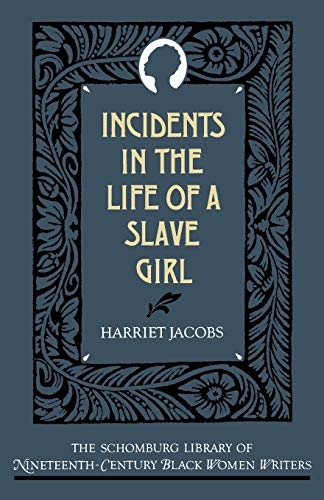 INCIDENTS
IN THE
LIFE OF A
SLAVE
GIRL
HARRIET JACOBS
THE SCHOMBURG LIBRARY OF
NINETEENTH-CENTURY BLACK WOMEN WRITERS